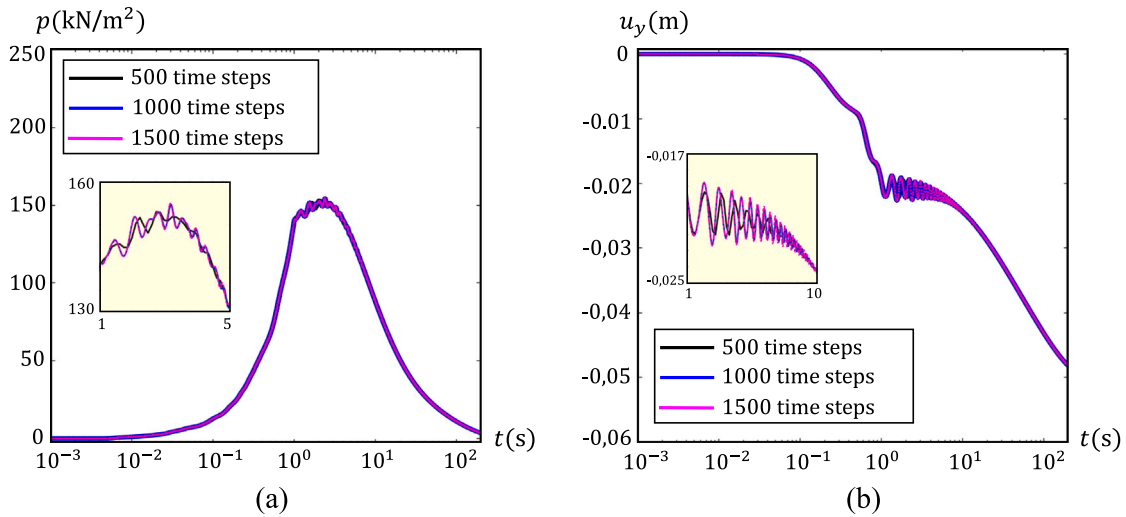 p(kN/m²)
250
200
150
100
50
0
500 time steps
1000 time steps
1500 time steps
160
130
1
5
10⁻³
10⁻²
10⁻¹
10⁰
10¹
10²
t(s)
(a)
u_y(m)
0
-0.01
-0,02
-0,03
-0,04
-0,05
-0,06
-0,017
-0,025
1
10
500 time steps
1000 time steps
1500 time steps
10⁻³
10⁻²
10⁻¹
10⁰
10¹
10²
t(s)
(b)